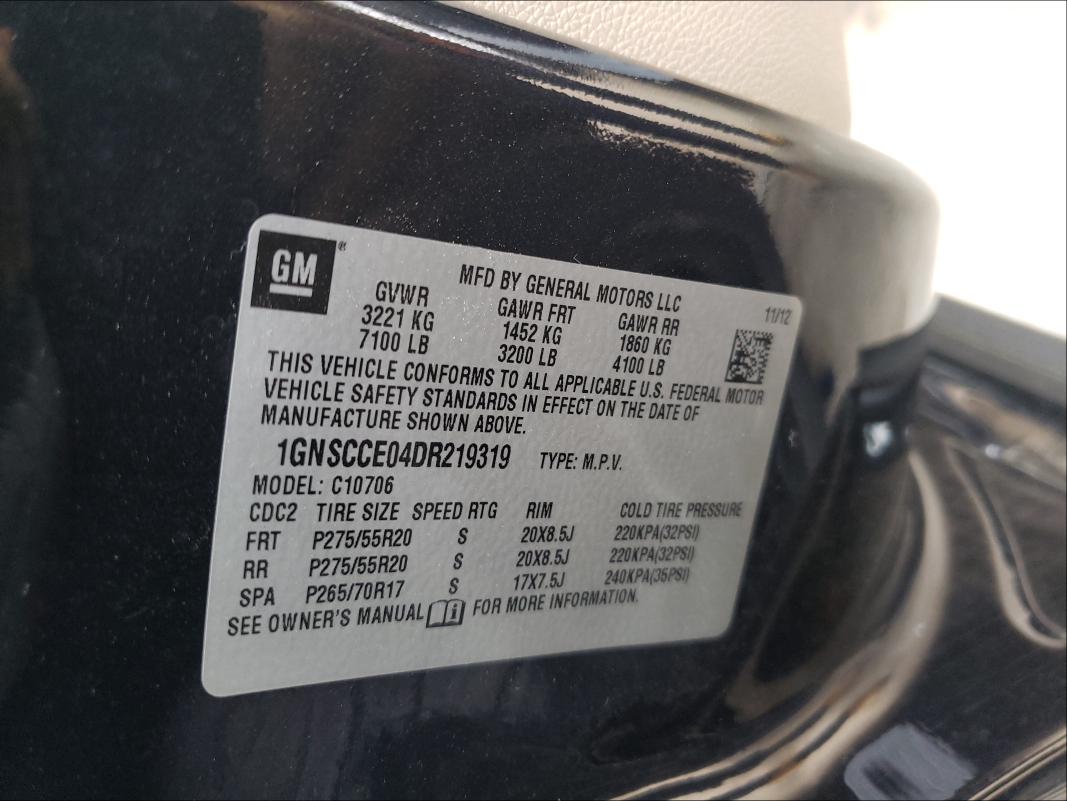 GM®
MFD BY GENERAL MOTORS LLC
11/12
GVWR GAWR FRT GAWR RR
3221 KG 1452 KG 1860 KG
7100 LB 3200 LB 4100 LB
THIS VEHICLE CONFORMS TO ALL APPLICABLE U.S. FEDERAL MOTOR
VEHICLE SAFETY STANDARDS IN EFFECT ON THE DATE OF
MANUFACTURE SHOWN ABOVE.
1GNSCCE04DR219319 TYPE: M.P.V.
MODEL: C10706
CDC2 TIRE SIZE SPEED RTG RIM COLD TIRE PRESSURE
FRT P275/55R20 S 20X8.5J 220KPA(32PSI)
RR P275/55R20 S 20X8.5J 220KPA(32PSI)
SPA P265/70R17 S 17X7.5J 240KPA(35PSI)
SEE OWNER'S MANUAL i FOR MORE INFORMATION.